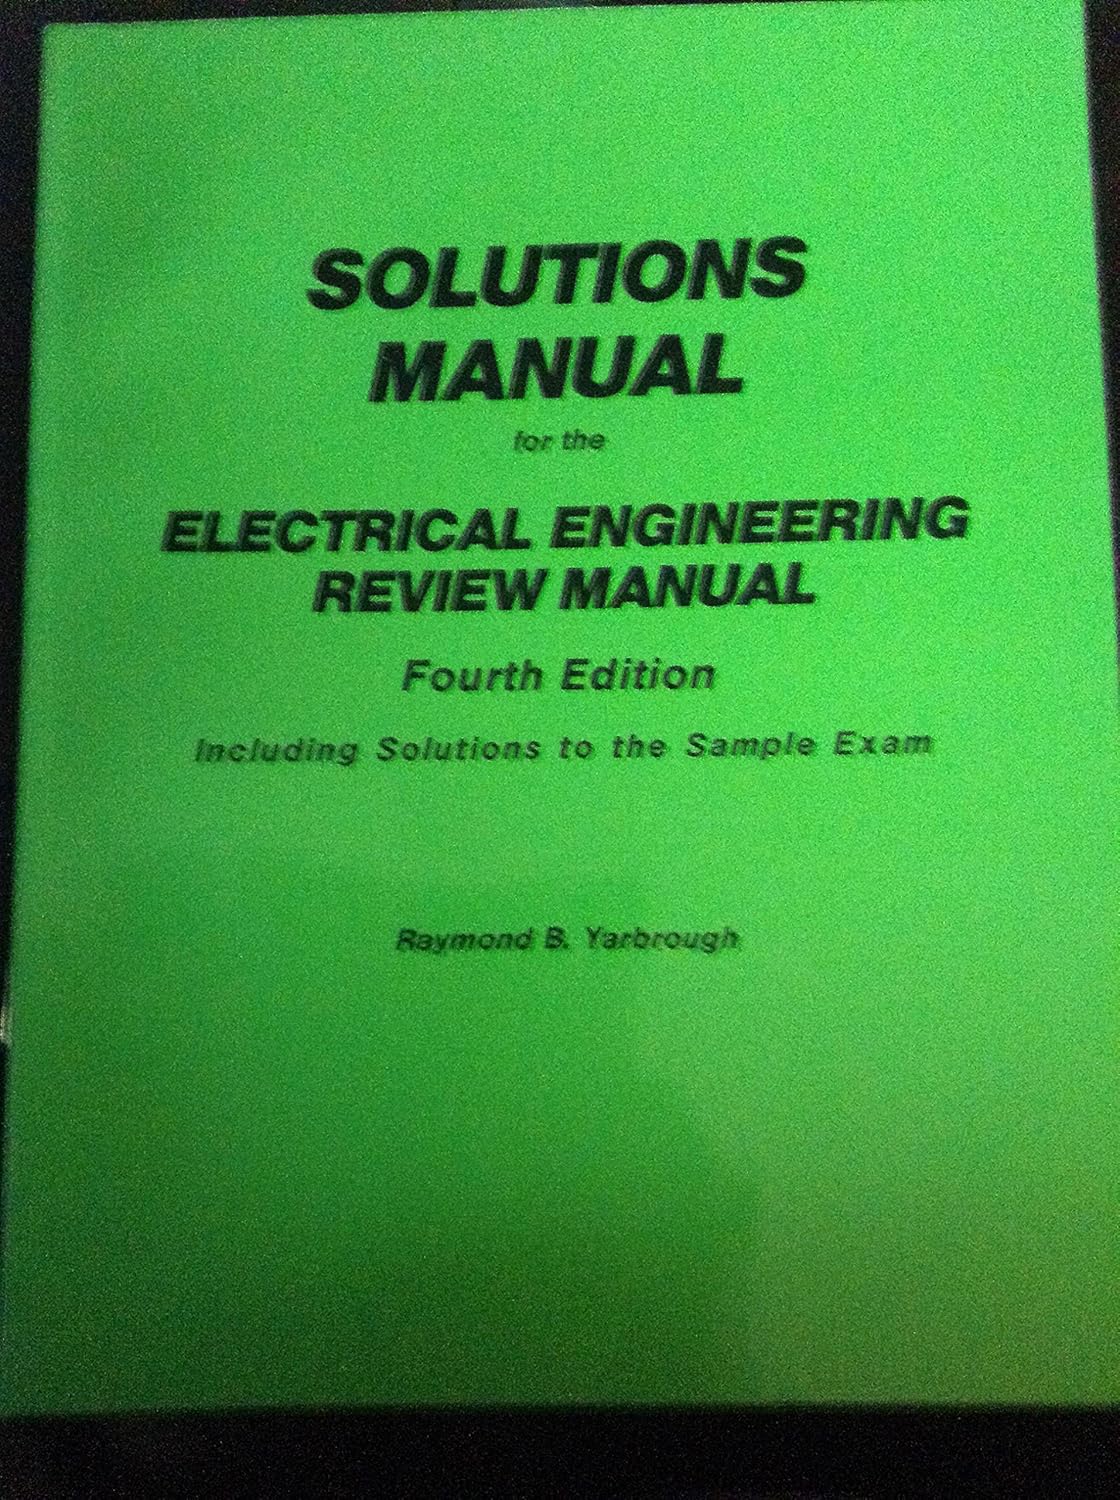 SOLUTIONS
MANUAL
for the
ELECTRICAL ENGINEERING
REVIEW MANUAL
Fourth Edition
Including Solutions to the Sample Exam
Raymond B. Yarbrough